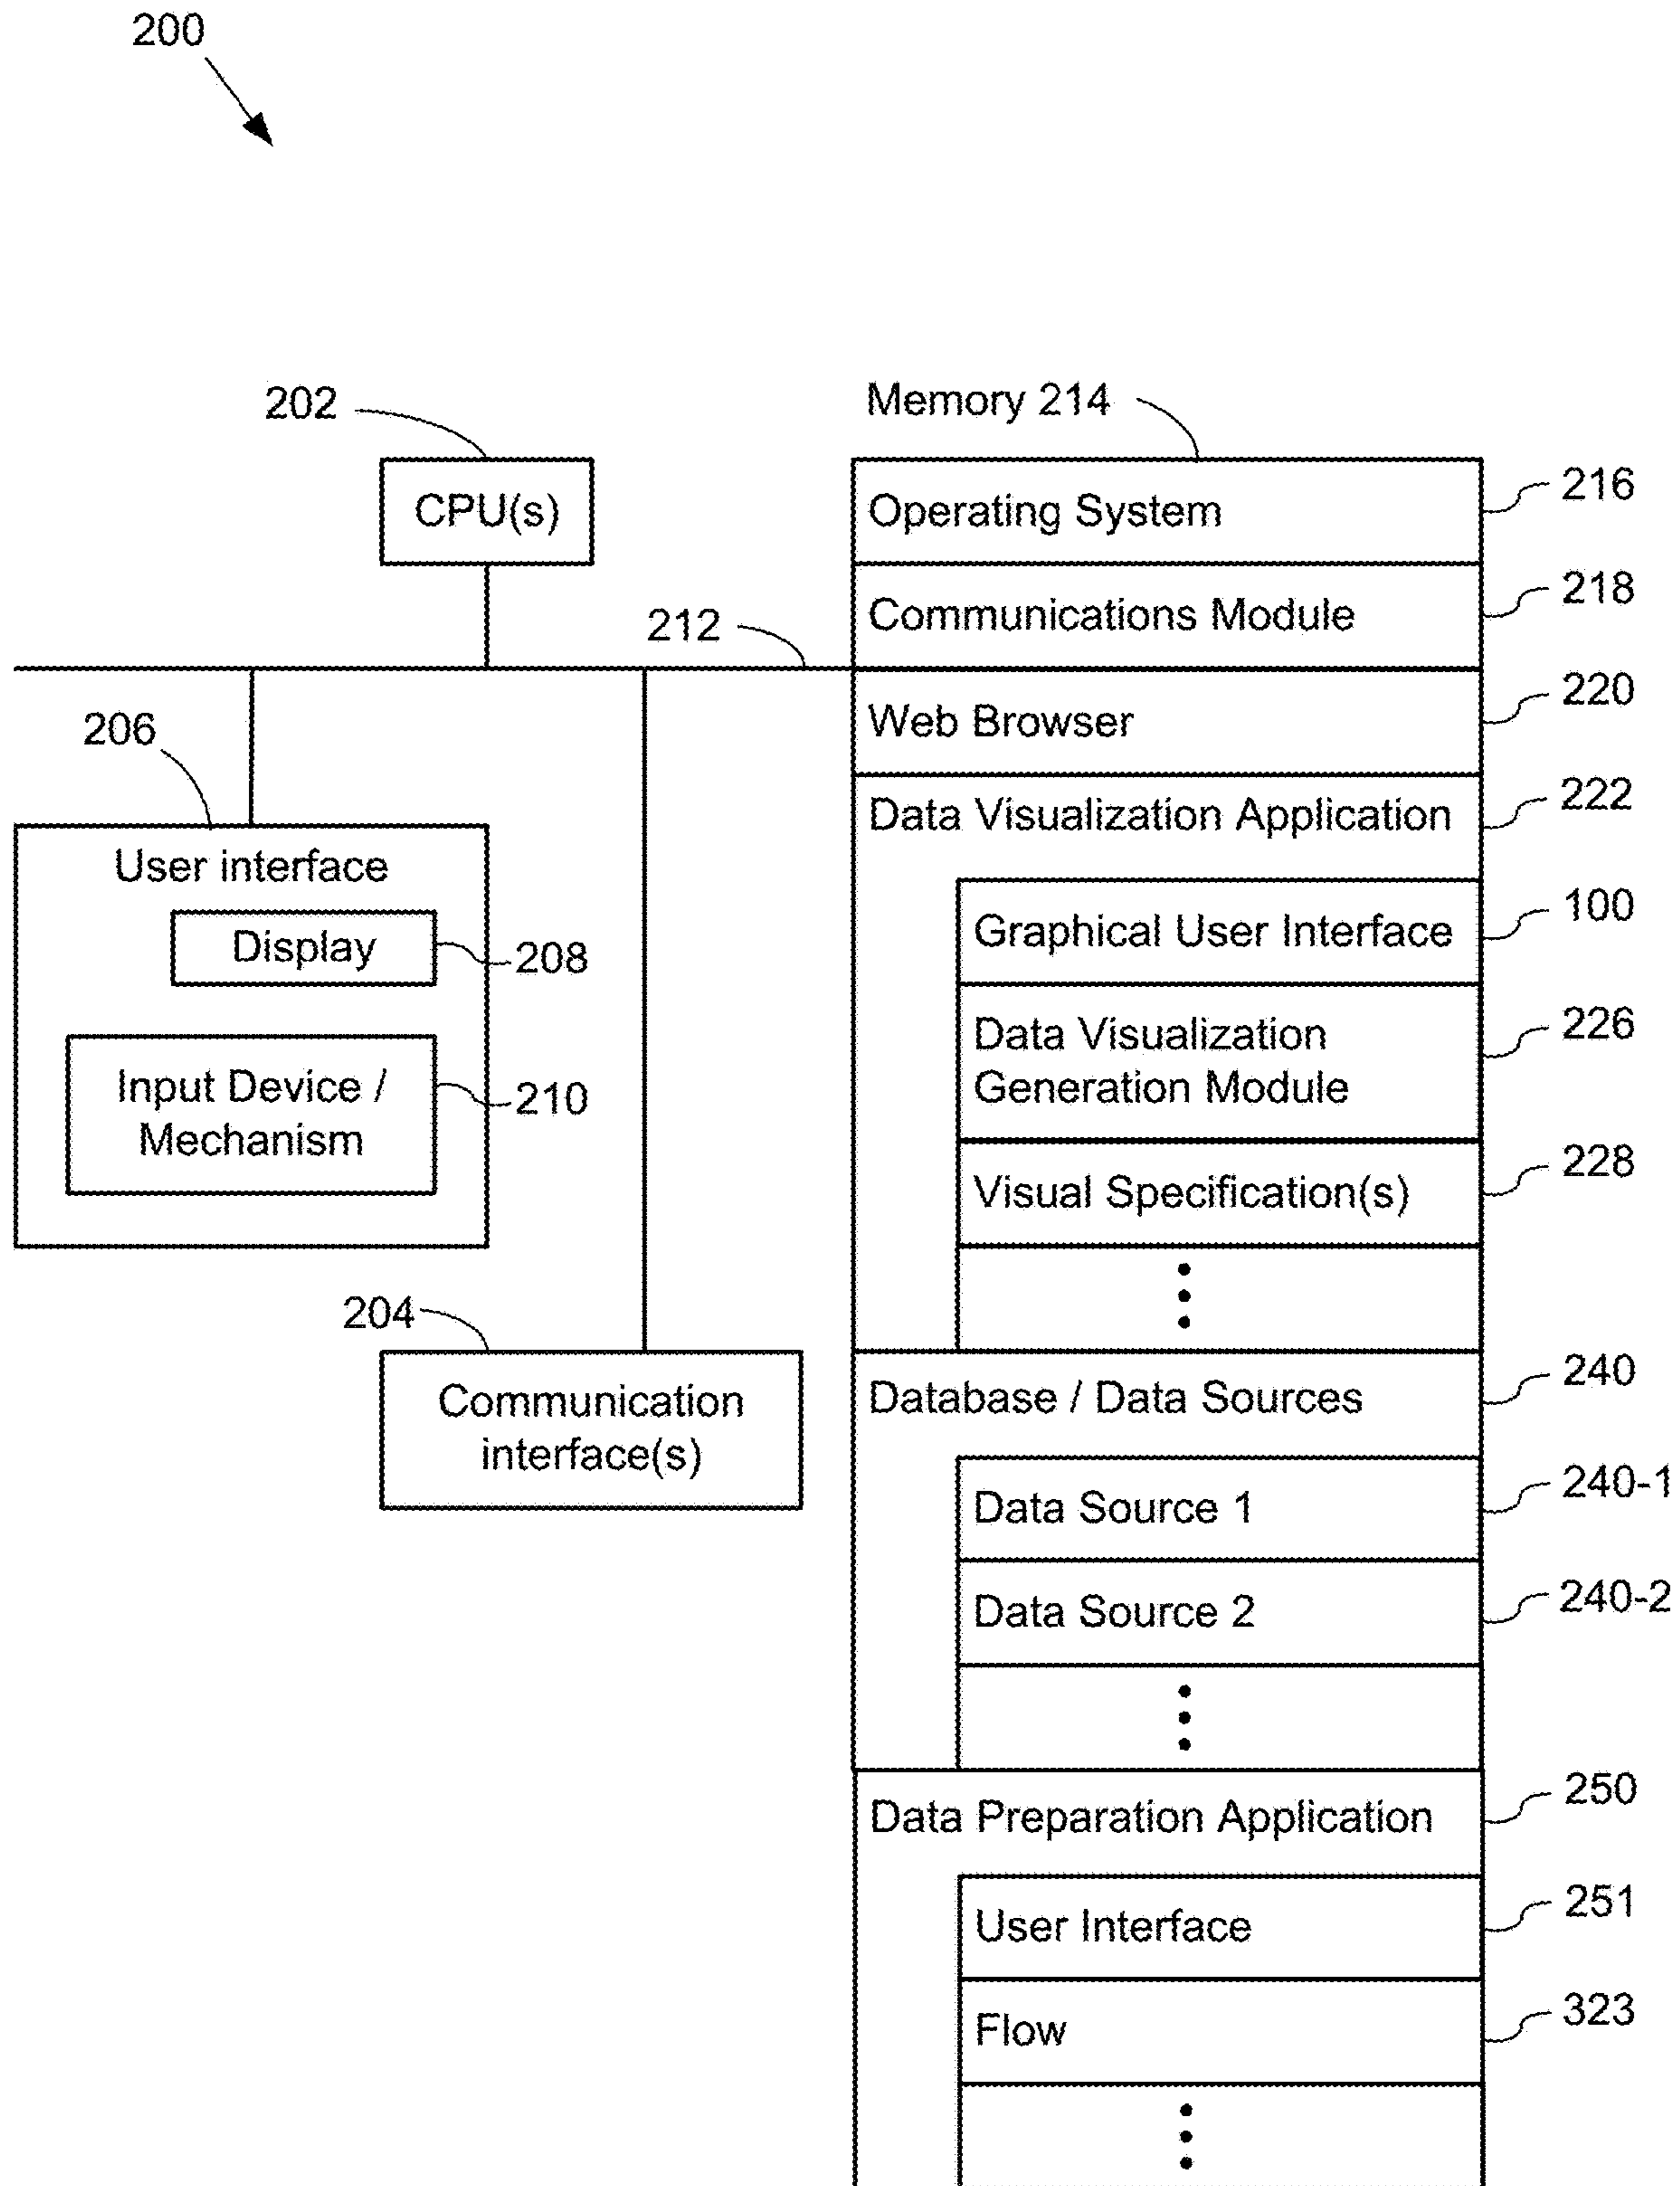 200
202
CPU(s)
212
206
User interface
Display
208
Input Device /
Mechanism
210
204
Communication
interface(s)
Memory 214
Operating System
216
Communications Module
218
Web Browser
220
Data Visualization Application
222
Graphical User Interface
100
Data Visualization
Generation Module
226
Visual Specification(s)
228
Database / Data Sources
240
Data Source 1
240-1
Data Source 2
240-2
Data Preparation Application
250
User Interface
251
Flow
323